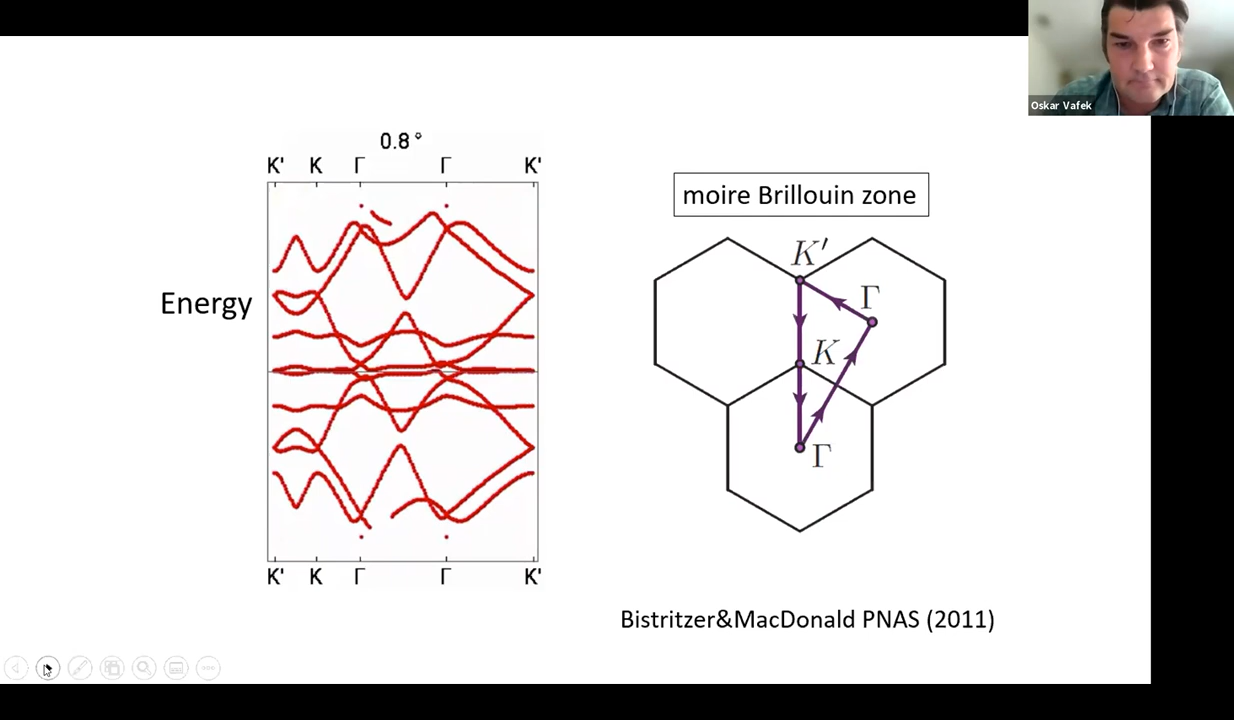 Oskar Vafek
0.8 °
K' K Γ Γ K'
Energy
K' K Γ Γ K'
moire Brillouin zone
K′
Γ
K
Γ
Bistritzer&MacDonald PNAS (2011)